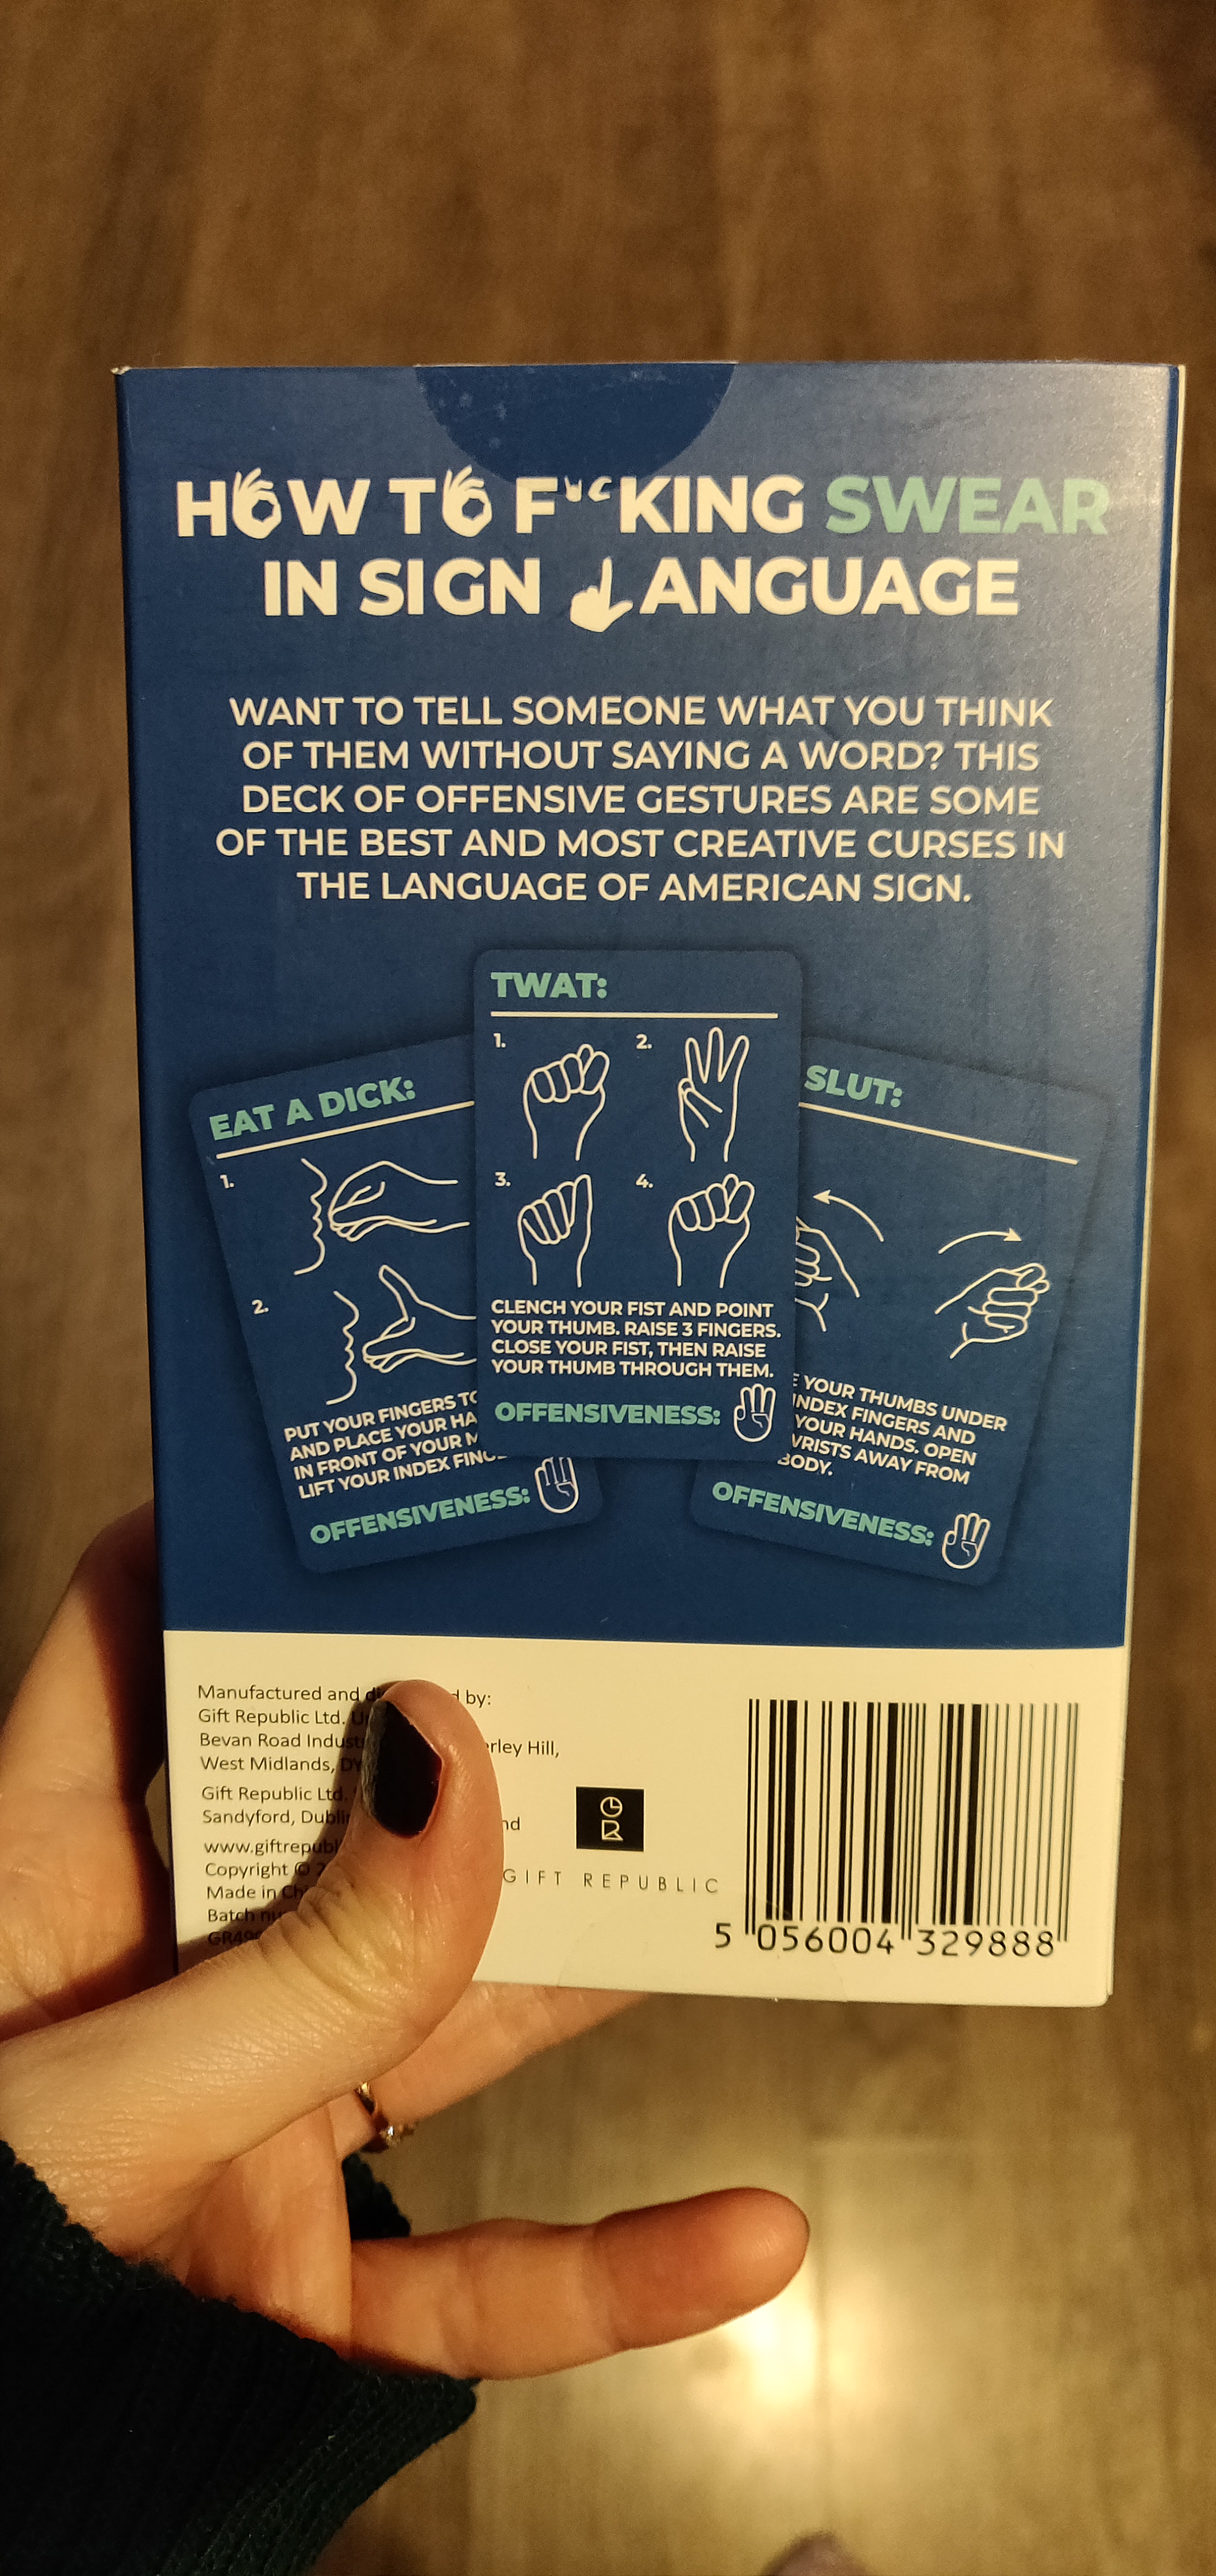 HOW TO F CKING SWEAR
IN SIGN LANGUAGE
WANT TO TELL SOMEONE WHAT YOU THINK
OF THEM WITHOUT SAYING A WORD? THIS
DECK OF OFFENSIVE GESTURES ARE SOME
OF THE BEST AND MOST CREATIVE CURSES IN
THE LANGUAGE OF AMERICAN SIGN.
EAT A DICK:
1.
2.
PUT YOUR FINGERS
AND PLACE YOUR
IN FRONT OF YOUR
LIFT YOUR INDEX
OFFENSIVENESS:
TWAT:
1.
2.
3.
4.
CLENCH YOUR FIST AND POINT
YOUR THUMB. RAISE 3 FINGERS.
CLOSE YOUR FIST, THEN RAISE
YOUR THUMB THROUGH THEM.
OFFENSIVENESS:
SLUT:
YOUR THUMBS UNDER
INDEX FINGERS AND
YOUR HANDS. OPEN
WRISTS AWAY FROM
BODY.
OFFENSIVENESS:
Manufactured and by:
Gift Republic Ltd.
Bevan Road Hill,
West Midlands,
Gift Republic Ltd.
Sandyford,
Copyright ©
Made in
Batch
GIFT REPUBLIC
5 056004 329888